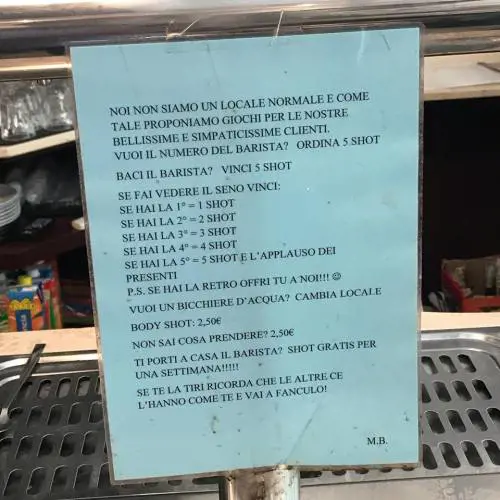 NOI NON SIAMO UN LOCALE NORMALE E COME
TALE PROPONIAMO GIOCHI PER LE NOSTRE
BELLISSIME E SIMPATICISSIME CLIENTI.
VUOI IL NUMERO DEL BARISTA? ORDINA 5 SHOT
BACI IL BARISTA? VINCI 5 SHOT
SE FAI VEDERE IL SENO VINCI:
SE HAI LA 1° = 1 SHOT
SE HAI LA 2° = 2 SHOT
SE HAI LA 3° = 3 SHOT
SE HAI LA 4° = 4 SHOT
SE HAI LA 5° = 5 SHOT E L'APPLAUSO DEI
PRESENTI
P.S. SE HAI LA RETRO OFFRI TU A NOI!!! ☺
VUOI UN BICCHIERE D'ACQUA? CAMBIA LOCALE
BODY SHOT: 2,50€
NON SAI COSA PRENDERE? 2,50€
TI PORTI A CASA IL BARISTA? SHOT GRATIS PER
UNA SETTIMANA!!!!!
SE TE LA TIRI RICORDA CHE LE ALTRE CE
L'HANNO COME TE E VAI A FANCULO!
M.B.